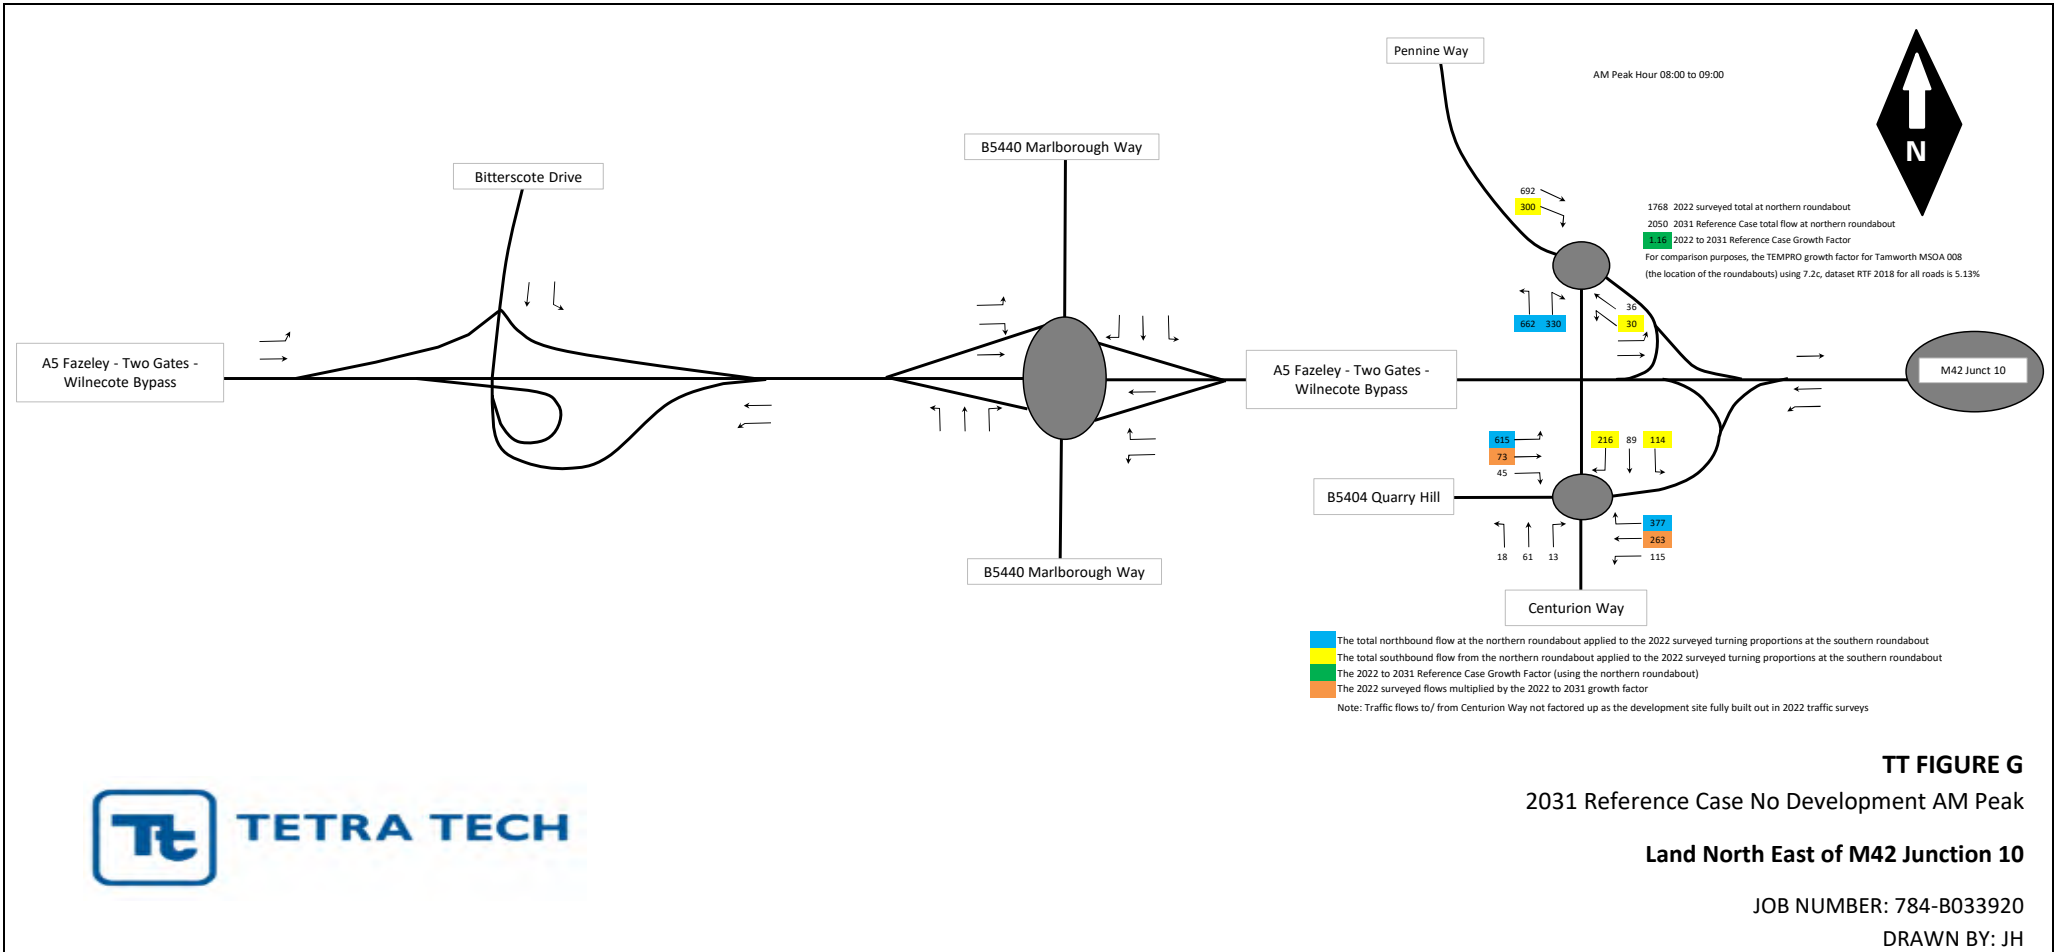 Pennine Way
AM Peak Hour 08:00 to 09:00
N
B5440 Marlborough Way
Bitterscote Drive
692
300
1768 2022 surveyed total at northern roundabout
2050 2031 Reference Case total flow at northern roundabout
1.16 2022 to 2031 Reference Case Growth Factor
For comparison purposes, the TEMPRO growth factor for Tamworth MSOA 008
(the location of the roundabouts) using 7.2c, dataset RTF 2018 for all roads is 5.13%
36
662 330
30
A5 Fazeley - Two Gates -
Wilnecote Bypass
A5 Fazeley - Two Gates -
Wilnecote Bypass
M42 Junct 10
615
73
45
216 89 114
B5404 Quarry Hill
377
263
115
18 61 13
B5440 Marlborough Way
Centurion Way
The total northbound flow at the northern roundabout applied to the 2022 surveyed turning proportions at the southern roundabout
The total southbound flow from the northern roundabout applied to the 2022 surveyed turning proportions at the southern roundabout
The 2022 to 2031 Reference Case Growth Factor (using the northern roundabout)
The 2022 surveyed flows multiplied by the 2022 to 2031 growth factor
Note: Traffic flows to/ from Centurion Way not factored up as the development site fully built out in 2022 traffic surveys
TT FIGURE G
2031 Reference Case No Development AM Peak
Land North East of M42 Junction 10
JOB NUMBER: 784-B033920
DRAWN BY: JH
Tt TETRA TECH